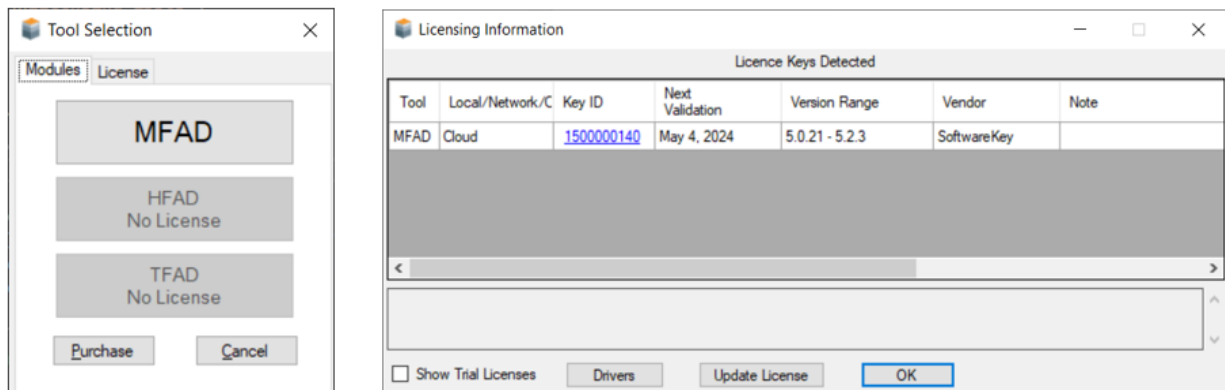 Tool Selection
Modules License
MFAD
HFAD
No License
TFAD
No License
Purchase Cancel
Licensing Information
Licence Keys Detected
Tool Local/Network/C Key ID Next Validation Version Range Vendor Note
MFAD Cloud 1500000140 May 4, 2024 5.0.21 - 5.2.3 SoftwareKey
Show Trial Licenses Drivers Update License OK